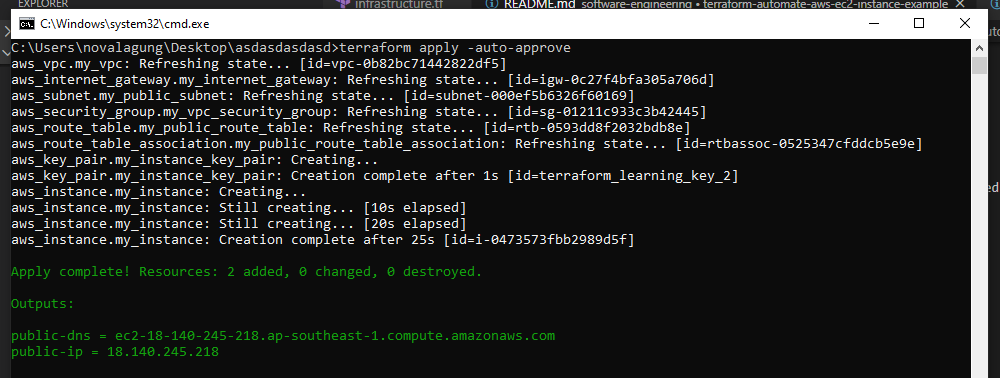 EXPLORER
infrastructure.tf
README.md software-engineering • terraform-automate-aws-ec2-instance-example
C:\Windows\system32\cmd.exe
C:\Users\novalagung\Desktop\asdasdasdasd>terraform apply -auto-approve
aws_vpc.my_vpc: Refreshing state... [id=vpc-0b82bc71442822df5]
aws_internet_gateway.my_internet_gateway: Refreshing state... [id=igw-0c27f4bfa305a706d]
aws_subnet.my_public_subnet: Refreshing state... [id=subnet-000ef5b6326f60169]
aws_security_group.my_vpc_security_group: Refreshing state... [id=sg-01211c933c3b42445]
aws_route_table.my_public_route_table: Refreshing state... [id=rtb-0593dd8f2032bdb8e]
aws_route_table_association.my_public_route_table_association: Refreshing state... [id=rtbassoc-0525347cfddcb5e9e]
aws_key_pair.my_instance_key_pair: Creating...
aws_key_pair.my_instance_key_pair: Creation complete after 1s [id=terraform_learning_key_2]
aws_instance.my_instance: Creating...
aws_instance.my_instance: Still creating... [10s elapsed]
aws_instance.my_instance: Still creating... [20s elapsed]
aws_instance.my_instance: Creation complete after 25s [id=i-0473573fbb2989d5f]
Apply complete! Resources: 2 added, 0 changed, 0 destroyed.
Outputs:
public-dns = ec2-18-140-245-218.ap-southeast-1.compute.amazonaws.com
public-ip = 18.140.245.218